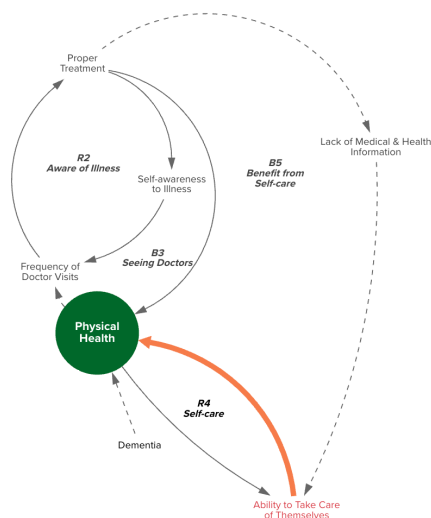 Proper
Treatment
Lack of Medical & Health
Information
R2
Aware of Illness
B5
Benefit from
Self-care
Self-awareness
to Illness
B3
Seeing Doctors
Frequency of
Doctor Visits
Physical
Health
R4
Self-care
Dementia
Ability to Take Care
of Themselves